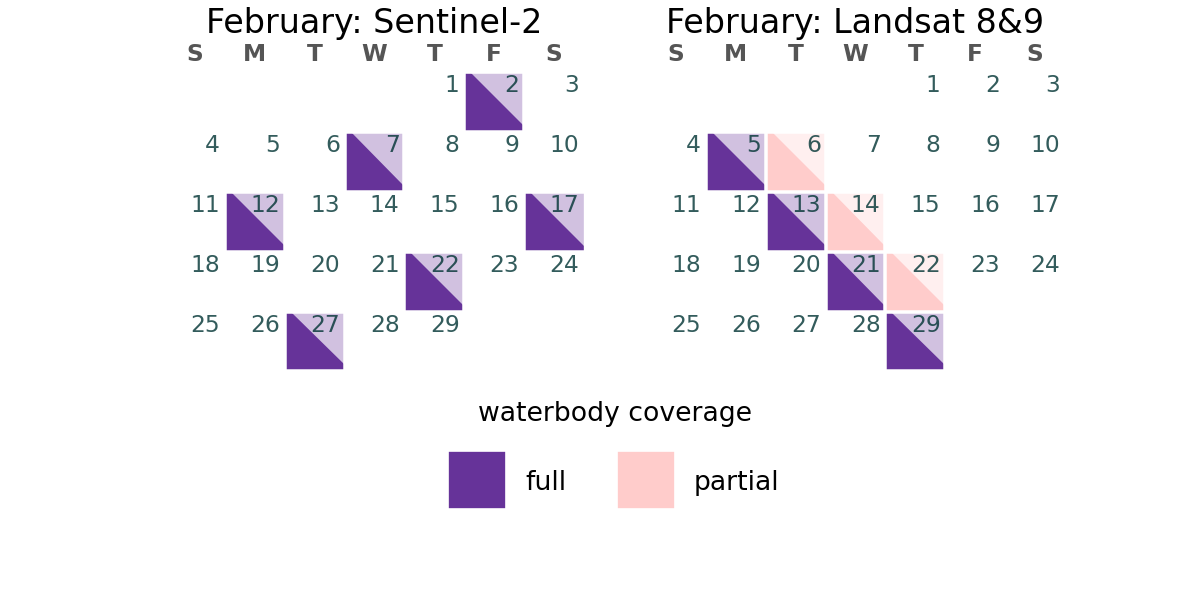 February: Sentinel-2
S M T W T F S
1 2 3
4 5 6 7 8 9 10
11 12 13 14 15 16 17
18 19 20 21 22 23 24
25 26 27 28 29
February: Landsat 8&9
S M T W T F S
1 2 3
4 5 6 7 8 9 10
11 12 13 14 15 16 17
18 19 20 21 22 23 24
25 26 27 28 29
waterbody coverage
full partial